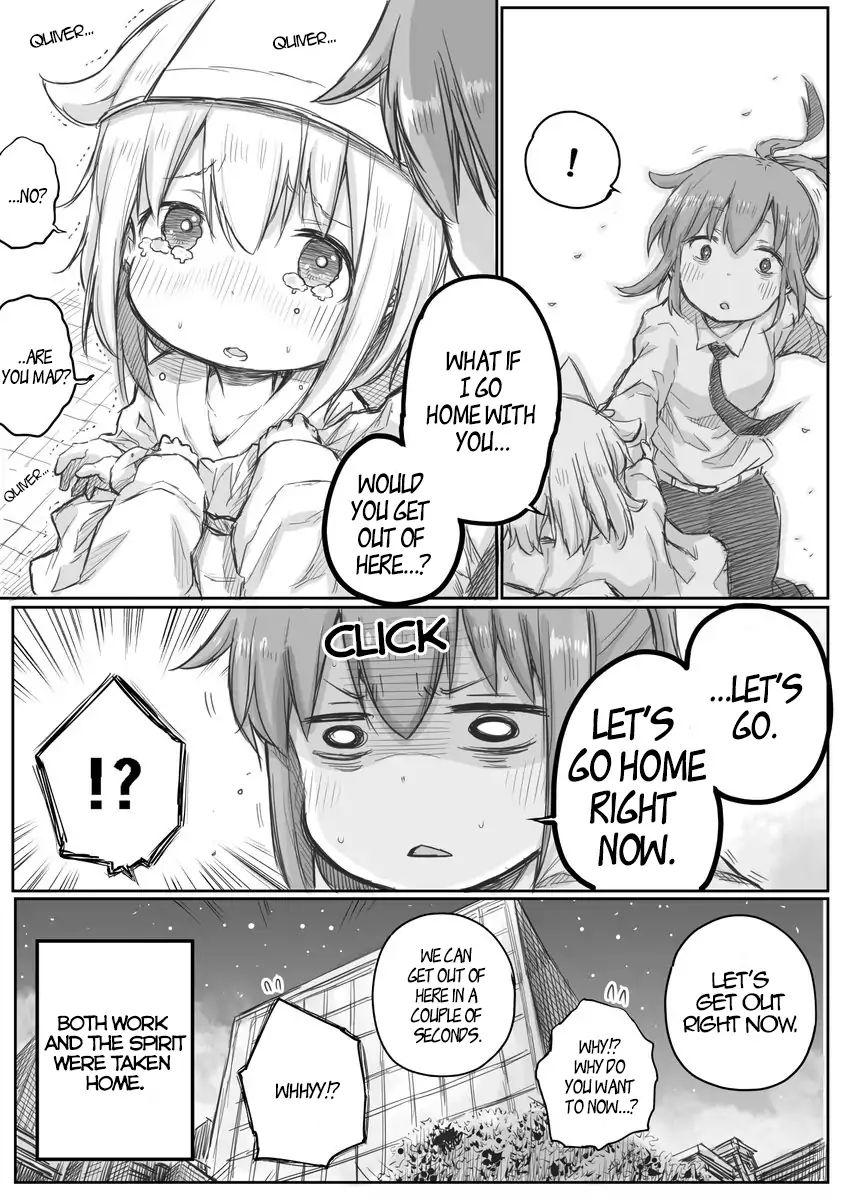 !
WHAT IF
I GO
HOME WITH
YOU...
WOULD
YOU GET
OUT OF
HERE...?
QUIVER...
QUIVER...
...NO?
..ARE
YOU MAD?
QUIVER...
...LET'S
GO.
LET'S
GO HOME
RIGHT
NOW.
CLICK
!?
LET'S
GET OUT
RIGHT NOW.
WHY!?
WHY DO
YOU WANT
TO NOW...?
WE CAN
GET OUT OF
HERE IN A
COUPLE OF
SECONDS.
WHHYY!?
BOTH WORK
AND THE SPIRIT
WERE TAKEN
HOME.